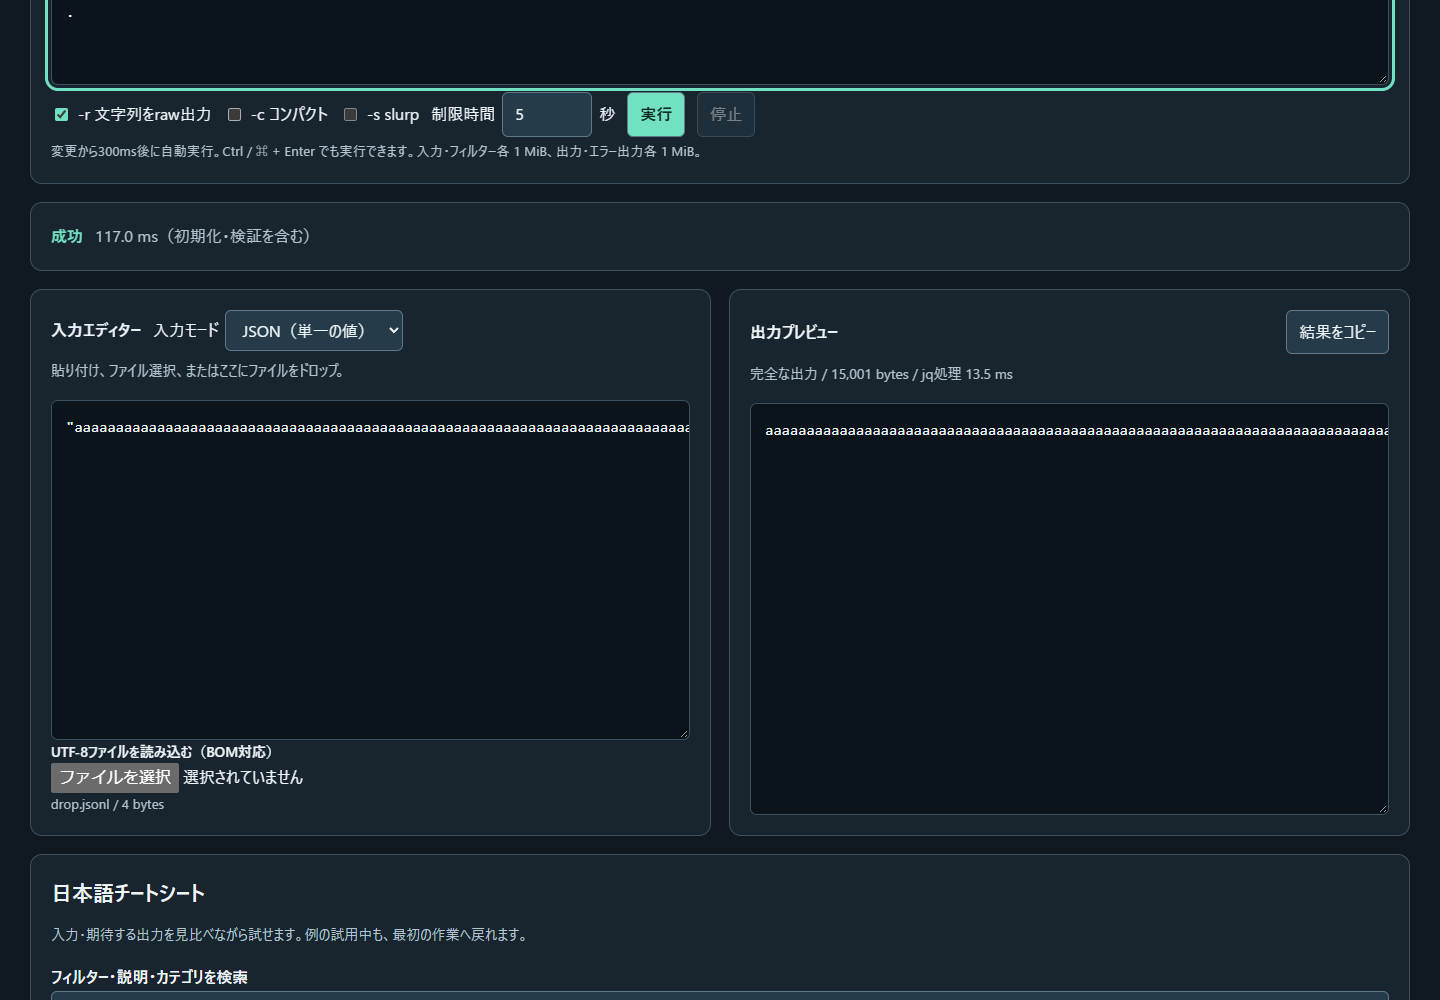 .
-r 文字列をraw出力 -c コンパクト -s slurp 制限時間 5 秒 実行 停止
変更から300ms後に自動実行。Ctrl / ⌘ + Enter でも実行できます。入力・フィルター各 1 MiB、出力・エラー出力各 1 MiB。
成功 117.0 ms（初期化・検証を含む）
入力エディター 入力モード JSON（単一の値）
貼り付け、ファイル選択、またはここにファイルをドロップ。
"aaaaaaaaaaaaaaaaaaaaaaaaaaaaaaaaaaaaaaaaaaaaaaaaaaaaaaaaaaaaaaaaaaaaaaaaaaa
UTF-8ファイルを読み込む（BOM対応）
ファイルを選択 選択されていません
drop.jsonl / 4 bytes
出力プレビュー 結果をコピー
完全な出力 / 15,001 bytes / jq処理 13.5 ms
aaaaaaaaaaaaaaaaaaaaaaaaaaaaaaaaaaaaaaaaaaaaaaaaaaaaaaaaaaaaaaaaaaaaaaaaaaaa
日本語チートシート
入力・期待する出力を見比べながら試せます。例の試用中も、最初の作業へ戻れます。
フィルター・説明・カテゴリを検索